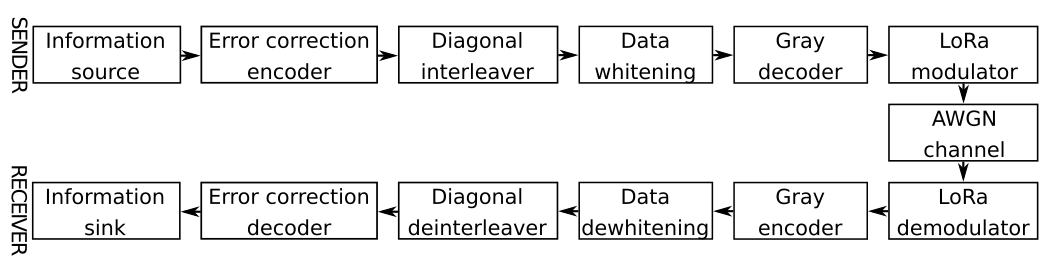 SENDER
Information
source
Error correction
encoder
Diagonal
interleaver
Data
whitening
Gray
decoder
LoRa
modulator
AWGN
channel
RECEIVER
Information
sink
Error correction
decoder
Diagonal
deinterleaver
Data
dewhitening
Gray
encoder
LoRa
demodulator